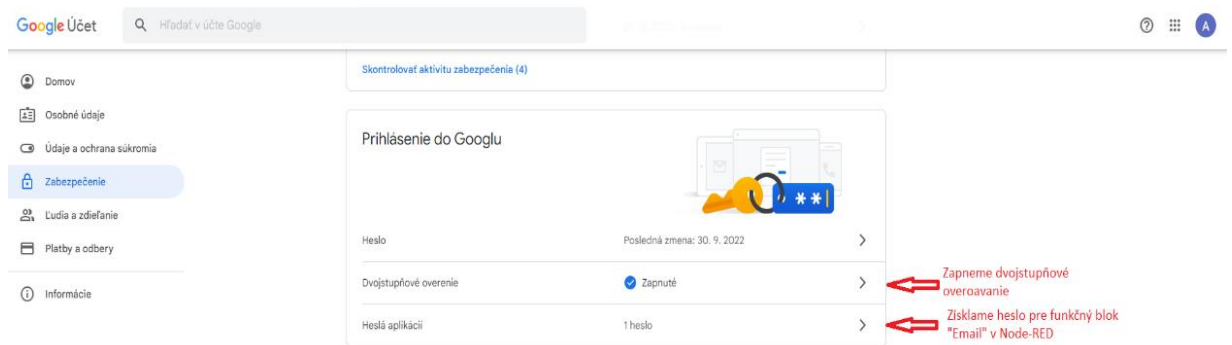 Google Účet
Hľadať v účte Google
A
Domov
Osobné údaje
Údaje a ochrana súkromia
Zabezpečenie
Ľudia a zdieľanie
Platby a odbery
Informácie
Skontrolovať aktivitu zabezpečenia (4)
Prihlásenie do Googlu
**
Heslo
Posledná zmena: 30. 9. 2022
Dvojstupňové overenie
Zapnuté
Heslá aplikácií
1 heslo
Zapneme dvojstupňové
overoavanie
Získlame heslo pre funkčný blok
"Email" v Node-RED